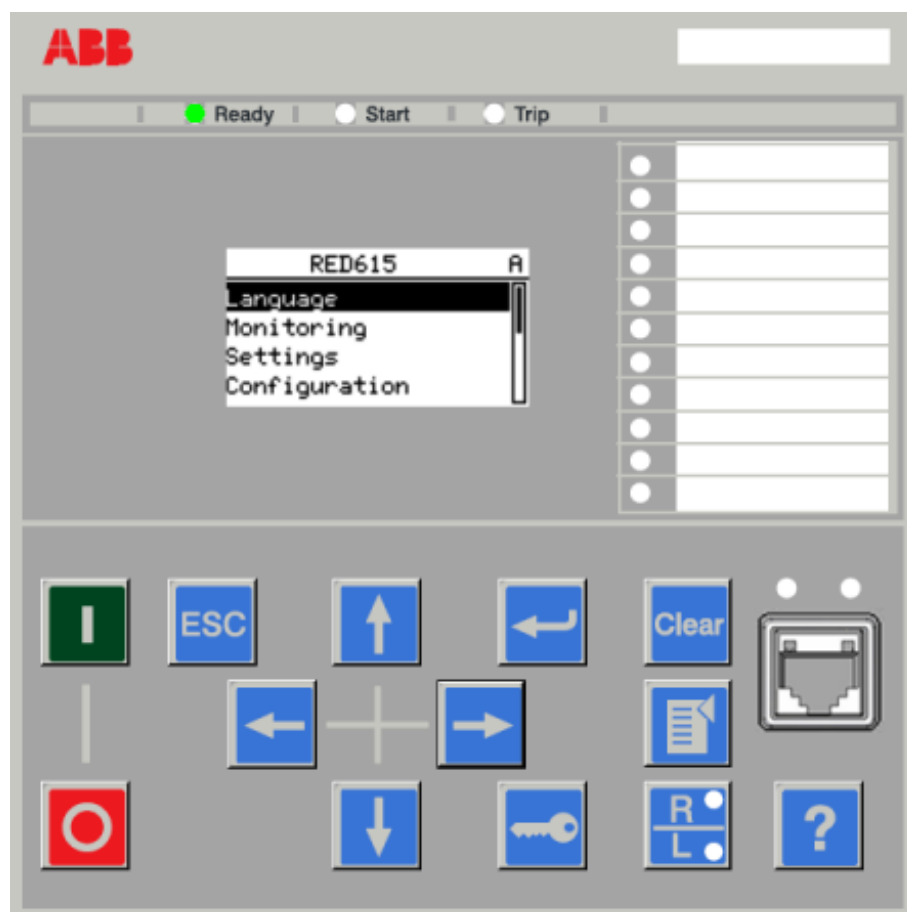 ABB
Ready Start Trip
RED615 A
Language
Monitoring
Settings
Configuration
I
ESC
Clear
O
R
L
?